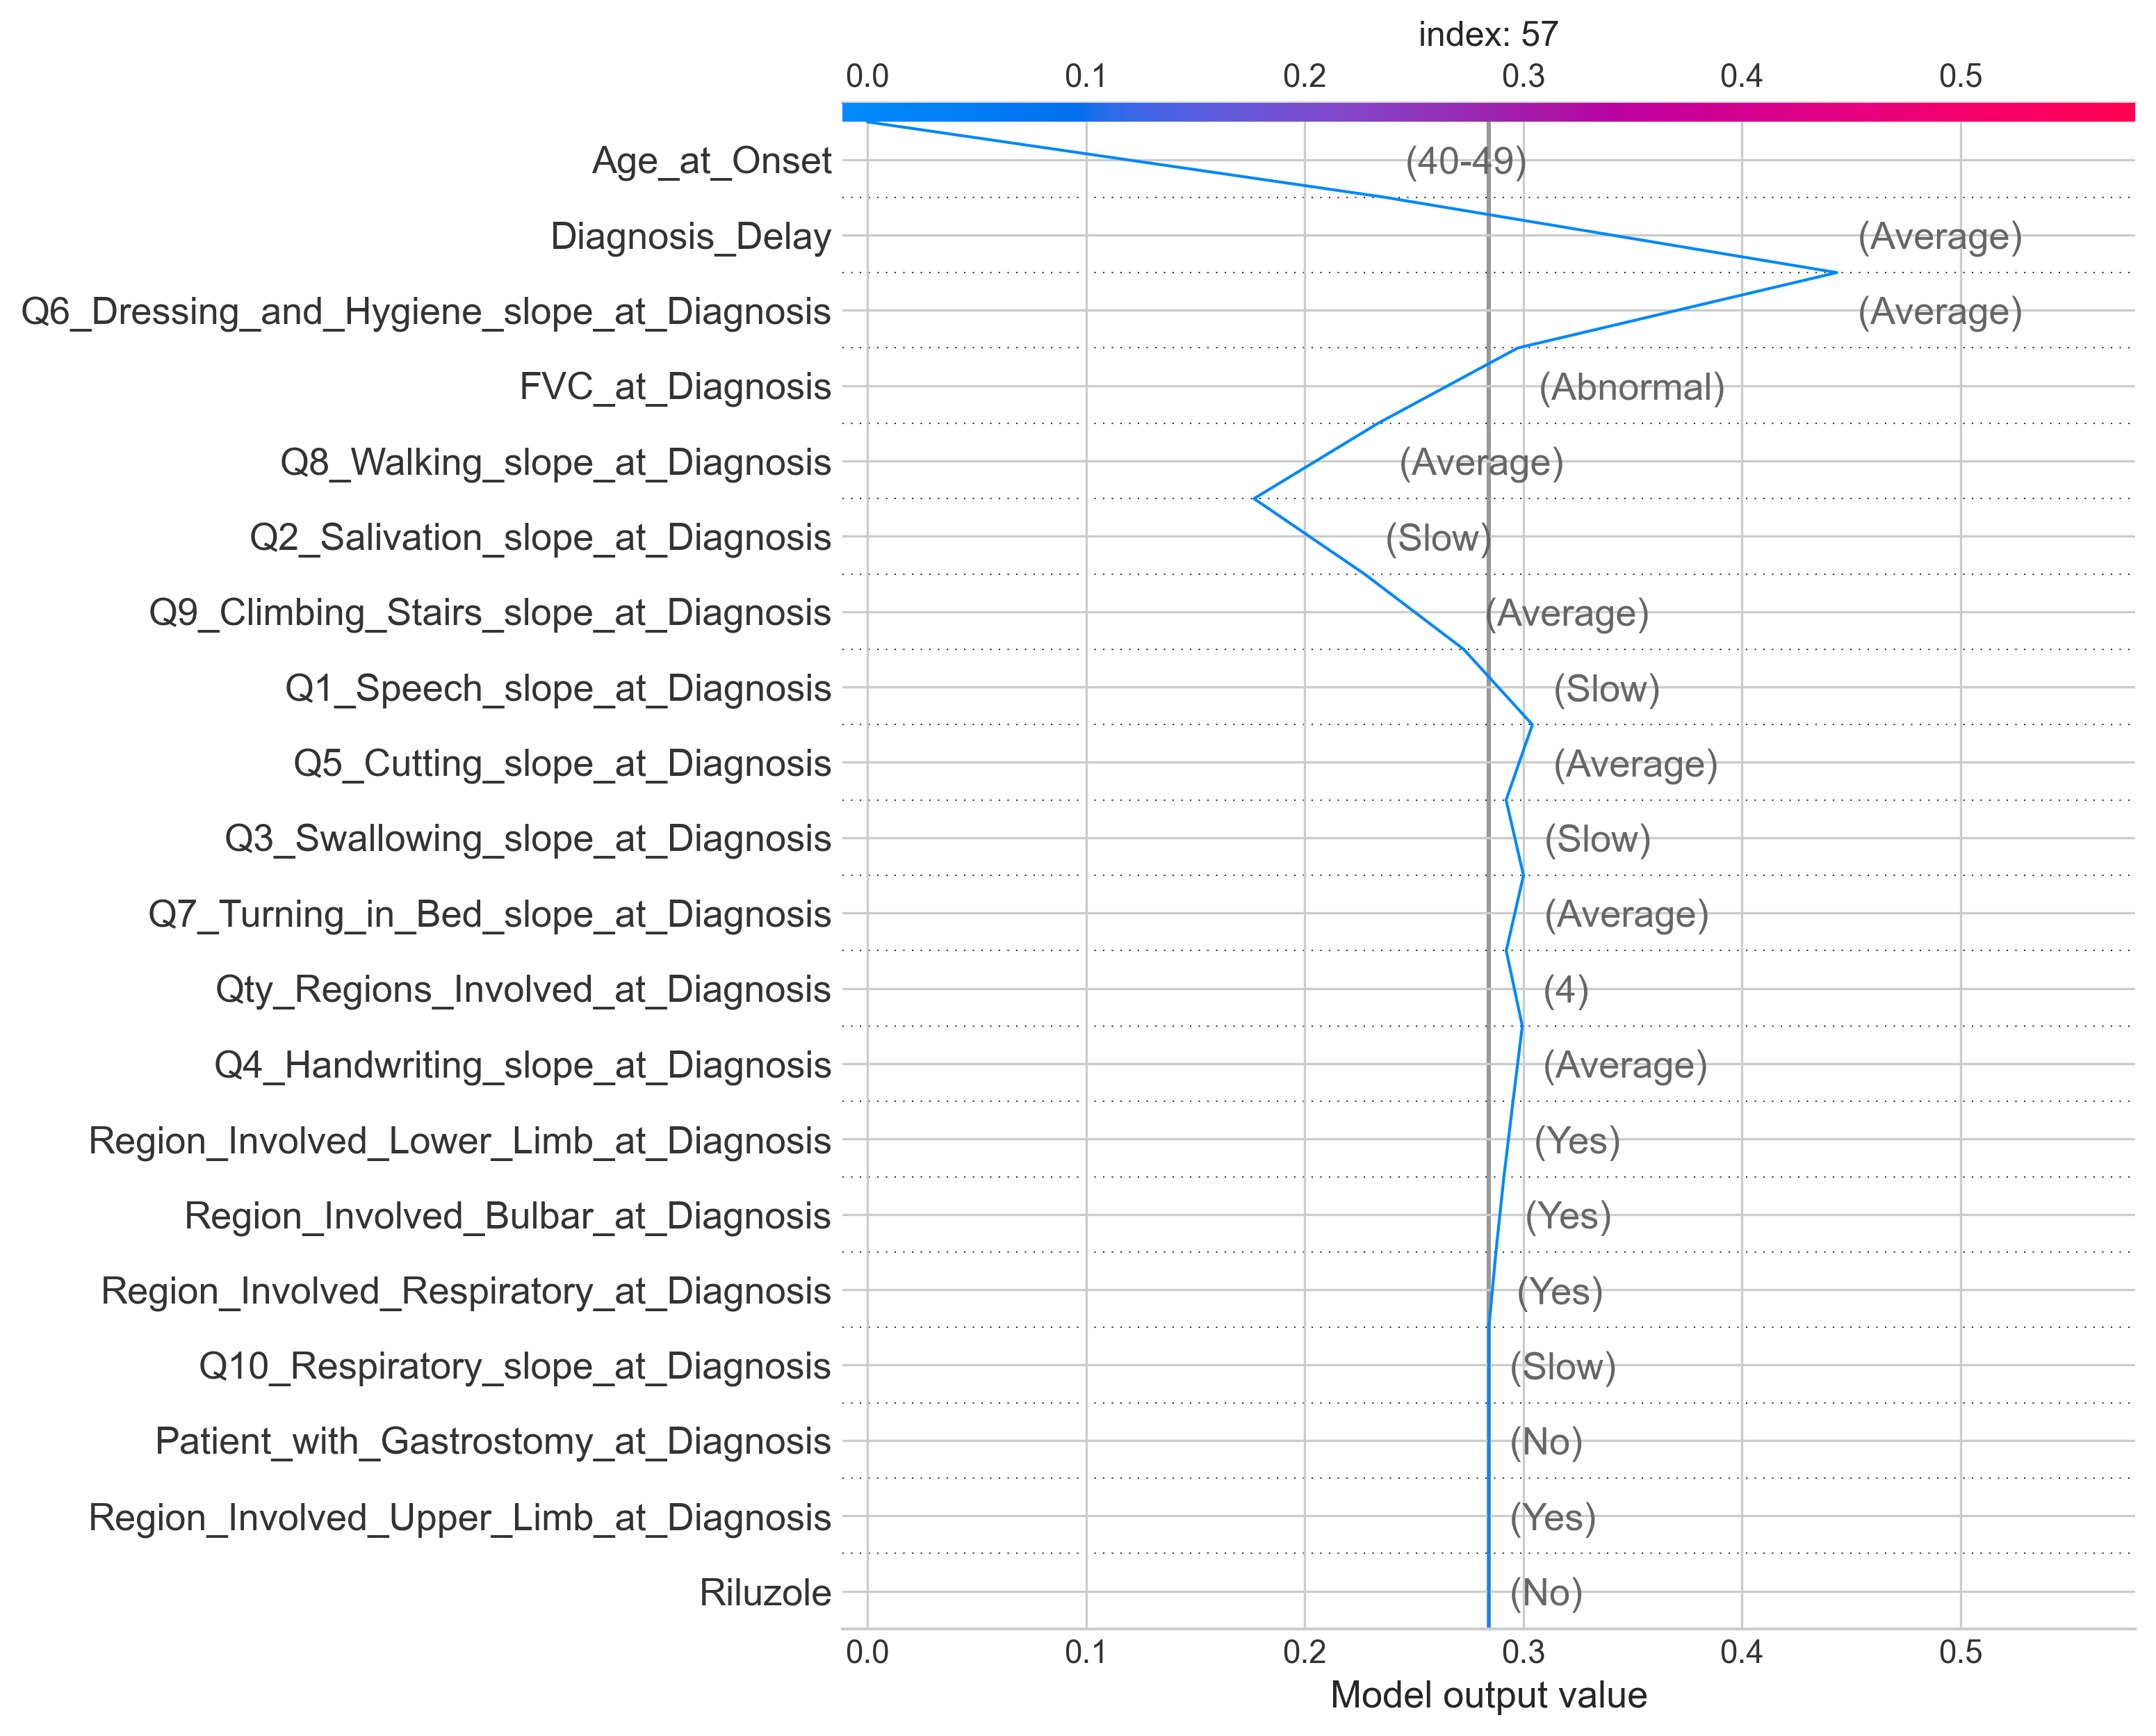 index: 57
0.0 0.1 0.2 0.3 0.4 0.5
Age_at_Onset (40-49)
Diagnosis_Delay (Average)
Q6_Dressing_and_Hygiene_slope_at_Diagnosis (Average)
FVC_at_Diagnosis (Abnormal)
Q8_Walking_slope_at_Diagnosis (Average)
Q2_Salivation_slope_at_Diagnosis (Slow)
Q9_Climbing_Stairs_slope_at_Diagnosis (Average)
Q1_Speech_slope_at_Diagnosis (Slow)
Q5_Cutting_slope_at_Diagnosis (Average)
Q3_Swallowing_slope_at_Diagnosis (Slow)
Q7_Turning_in_Bed_slope_at_Diagnosis (Average)
Qty_Regions_Involved_at_Diagnosis (4)
Q4_Handwriting_slope_at_Diagnosis (Average)
Region_Involved_Lower_Limb_at_Diagnosis (Yes)
Region_Involved_Bulbar_at_Diagnosis (Yes)
Region_Involved_Respiratory_at_Diagnosis (Yes)
Q10_Respiratory_slope_at_Diagnosis (Slow)
Patient_with_Gastrostomy_at_Diagnosis (No)
Region_Involved_Upper_Limb_at_Diagnosis (Yes)
Riluzole (No)
0.0 0.1 0.2 0.3 0.4 0.5
Model output value